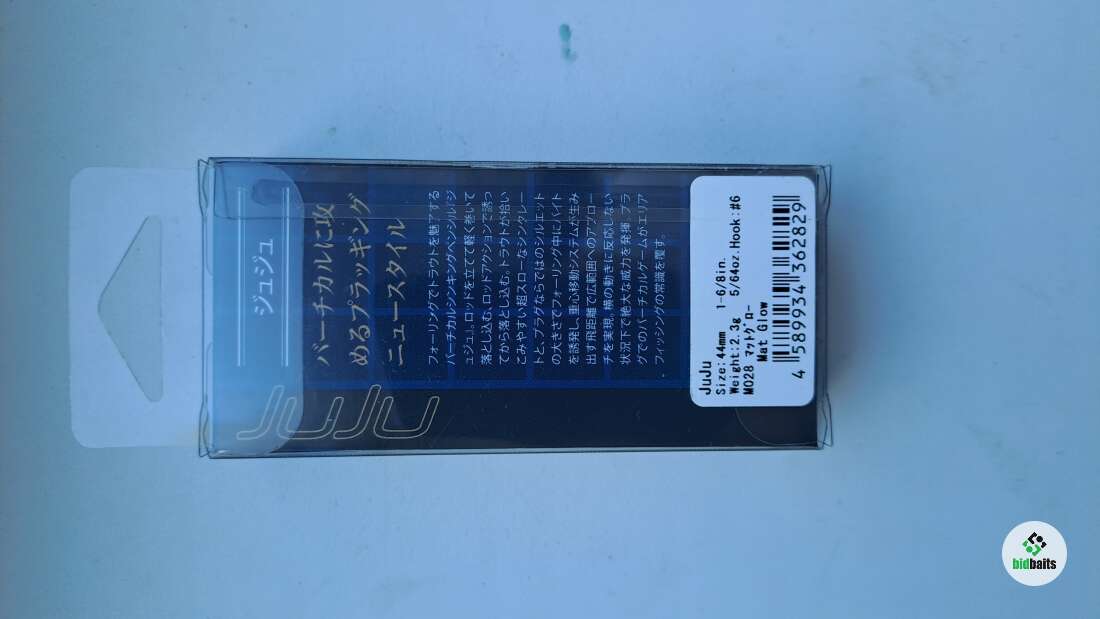 JUJU
ジュジュ
バーチカルに攻
めるプラッギング
ニュースタイル
フォーリングでトラウトを魅了する
バーチカルシンキングペンシル『ジ
ュジュ』。ロッドを立てて軽く巻いて
落とし込む、ロッドアクションで誘っ
てから落とし込む。トラウトが拾い
こみやすい超スローなシンクレー
トと、プラグならではのシルエット
の大きさでフォーリング中にバイト
を誘発し、重心移動システムが生み
出す飛距離で広範囲へのアプロー
チを実現。横の動きに反応しない
状況下で絶大な威力を発揮。プラ
グでのバーチカルゲームがエリア
フィッシングの常識を覆す。
JuJu
Size:44mm 1-6/8in.
Weight:2.3g 5/64oz.Hook:#6
M028 マットグロー
Mat Glow
4 589934 362829
bidbaits